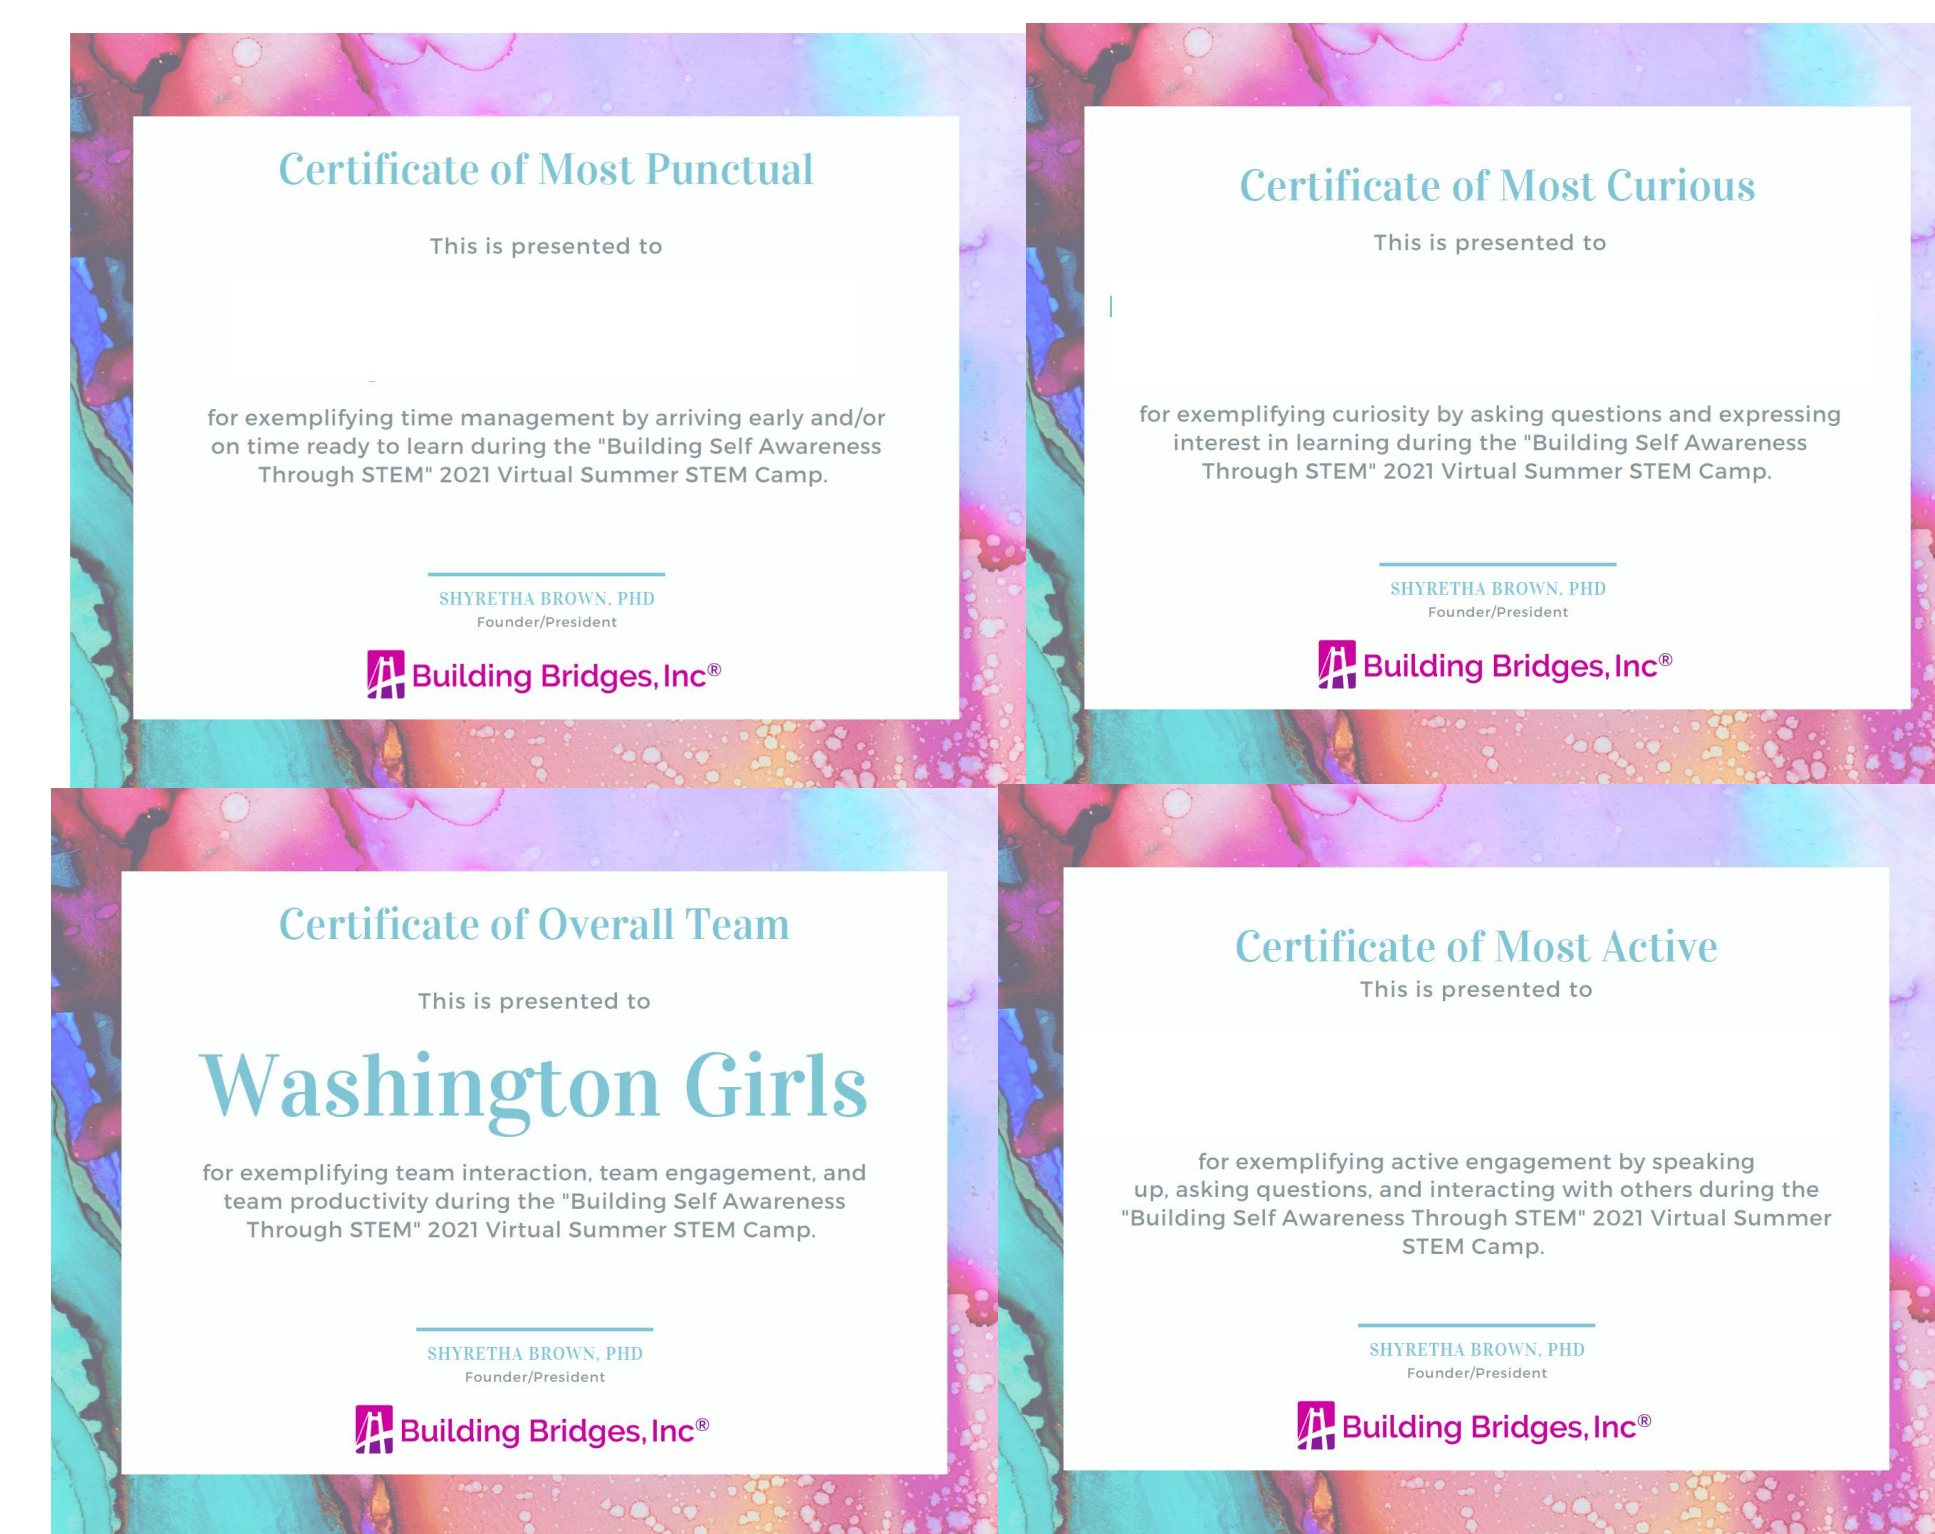 Certificate of Most Punctual
This is presented to
for exemplifying time management by arriving early and/or
on time ready to learn during the "Building Self Awareness
Through STEM" 2021 Virtual Summer STEM Camp.
SHYRETHA BROWN, PHD
Founder/President
Building Bridges, Inc®
Certificate of Most Curious
This is presented to
for exemplifying curiosity by asking questions and expressing
interest in learning during the "Building Self Awareness
Through STEM" 2021 Virtual Summer STEM Camp.
SHYRETHA BROWN, PHD
Founder/President
Building Bridges, Inc®
Certificate of Overall Team
This is presented to
Washington Girls
for exemplifying team interaction, team engagement, and
team productivity during the "Building Self Awareness
Through STEM" 2021 Virtual Summer STEM Camp.
SHYRETHA BROWN, PHD
Founder/President
Building Bridges, Inc®
Certificate of Most Active
This is presented to
for exemplifying active engagement by speaking
up, asking questions, and interacting with others during the
"Building Self Awareness Through STEM" 2021 Virtual Summer
STEM Camp.
SHYRETHA BROWN, PHD
Founder/President
Building Bridges, Inc®